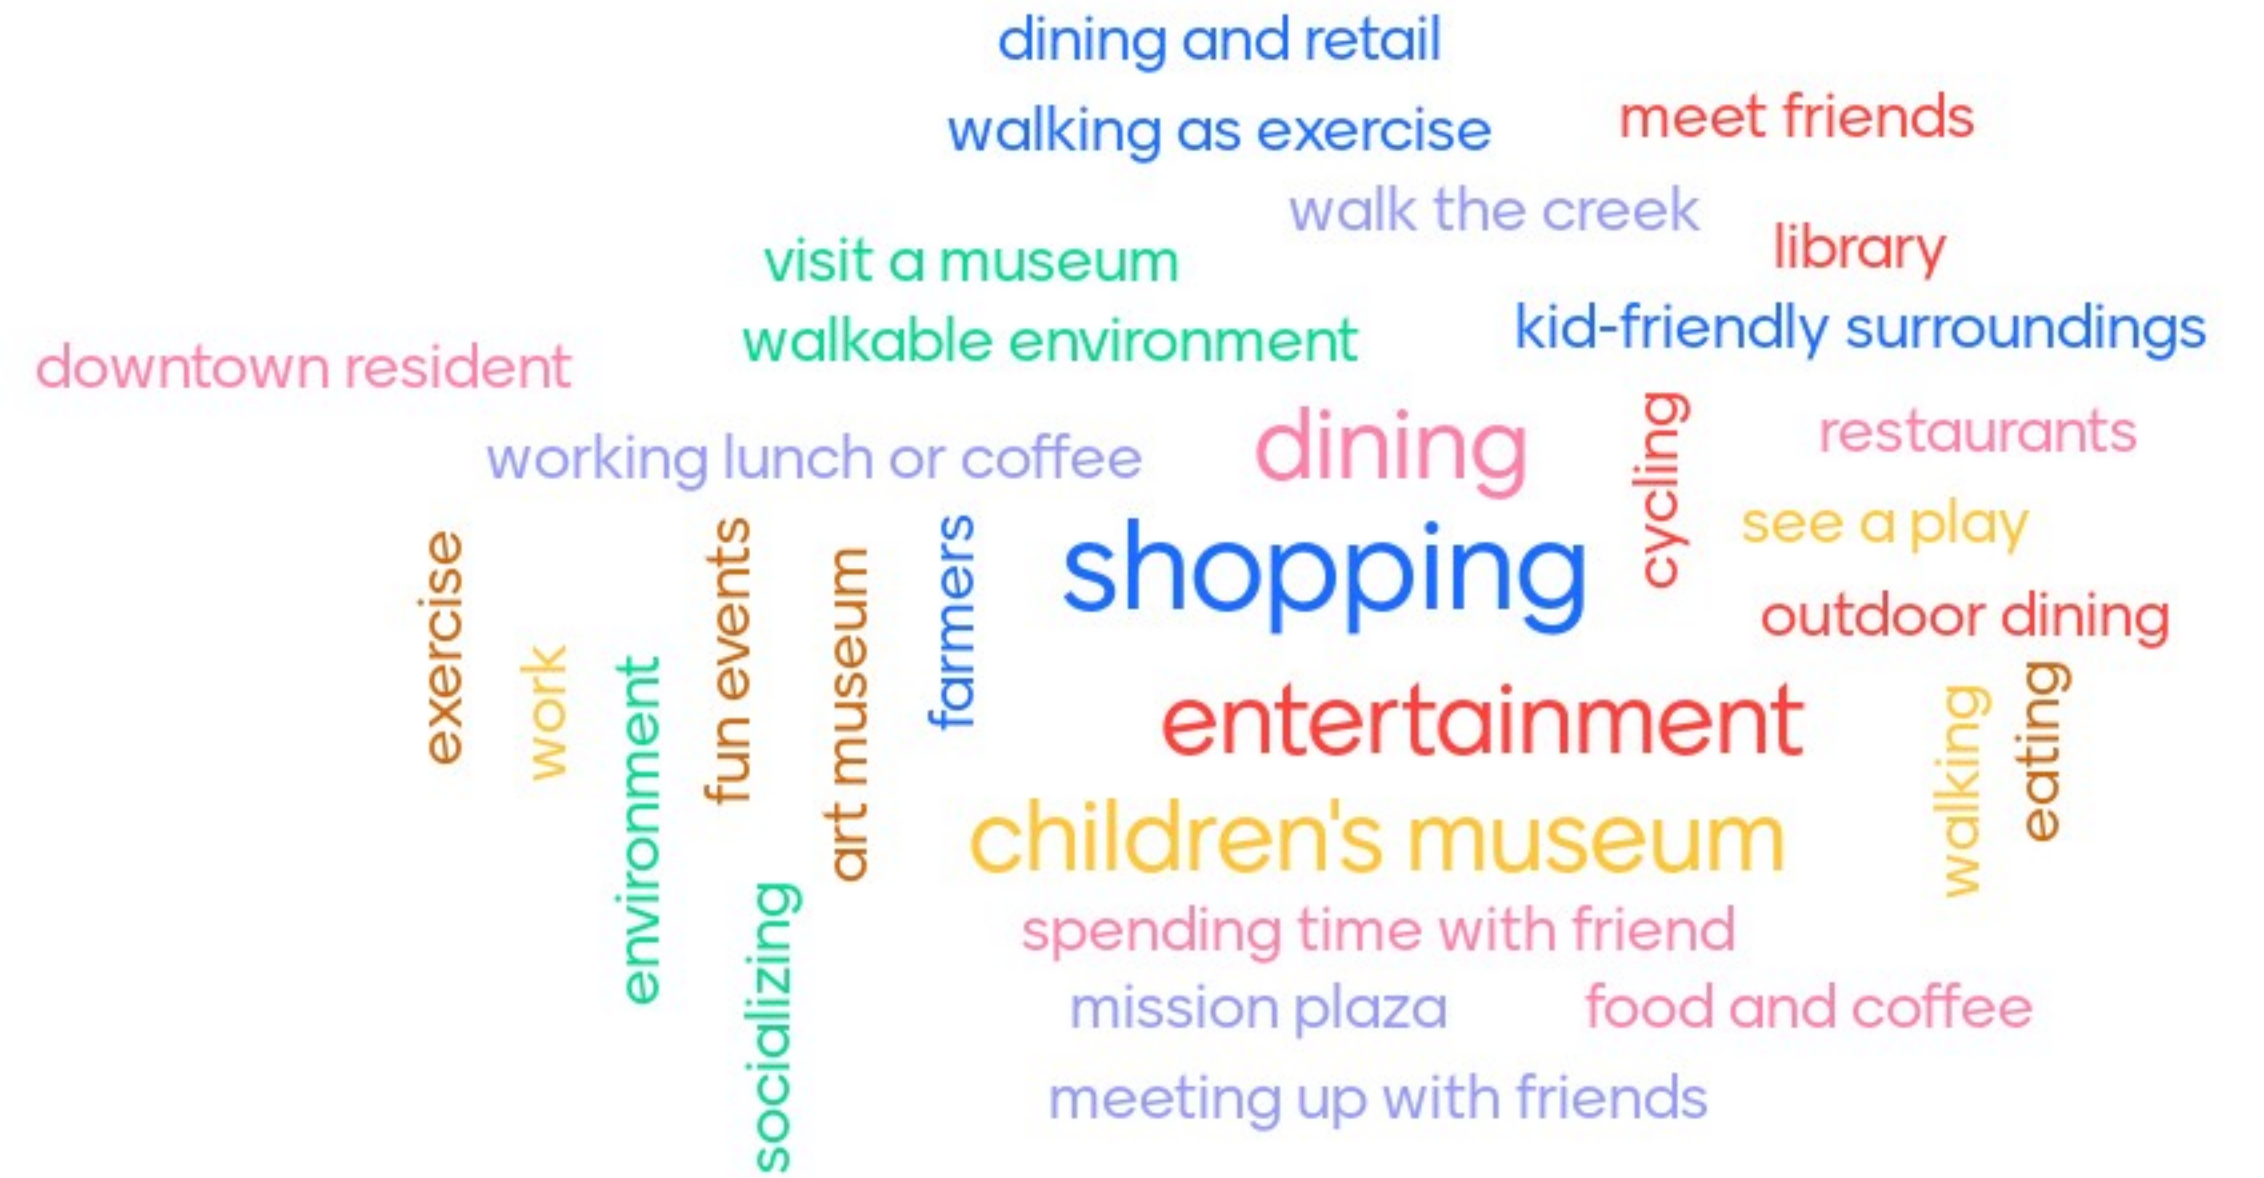 dining and retail
walking as exercise
meet friends
walk the creek
library
visit a museum
kid-friendly surroundings
walkable environment
downtown resident
dining
cycling
restaurants
working lunch or coffee
see a play
shopping
exercise
work
environment
fun events
art museum
farmers
outdoor dining
entertainment
walking
eating
children's museum
spending time with friend
socializing
mission plaza
food and coffee
meeting up with friends